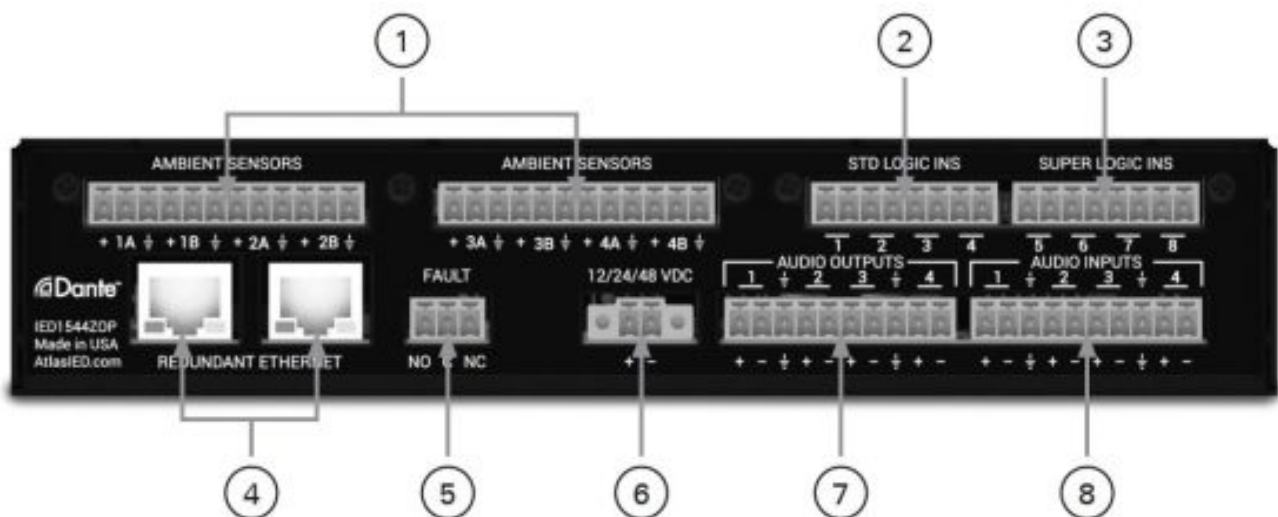 1 2 3
AMBIENT SENSORS AMBIENT SENSORS STD LOGIC INS SUPER LOGIC INS
+ 1A ⏚ + 1B ⏚ + 2A ⏚ + 2B ⏚ + 3A ⏚ + 3B ⏚ + 4A ⏚ + 4B ⏚ 1 2 3 4 5 6 7 8
Dante™ FAULT 12/24/48 VDC AUDIO OUTPUTS AUDIO INPUTS
1 ⏚ 2 3 ⏚ 4 1 ⏚ 2 3 ⏚ 4
IED1544ZDP
Made in USA
AtlasIED.com REDUNDANT ETHERNET NO C NC + - + - ⏚ + - + - ⏚ + - + - ⏚ + - + - ⏚ + -
4 5 6 7 8